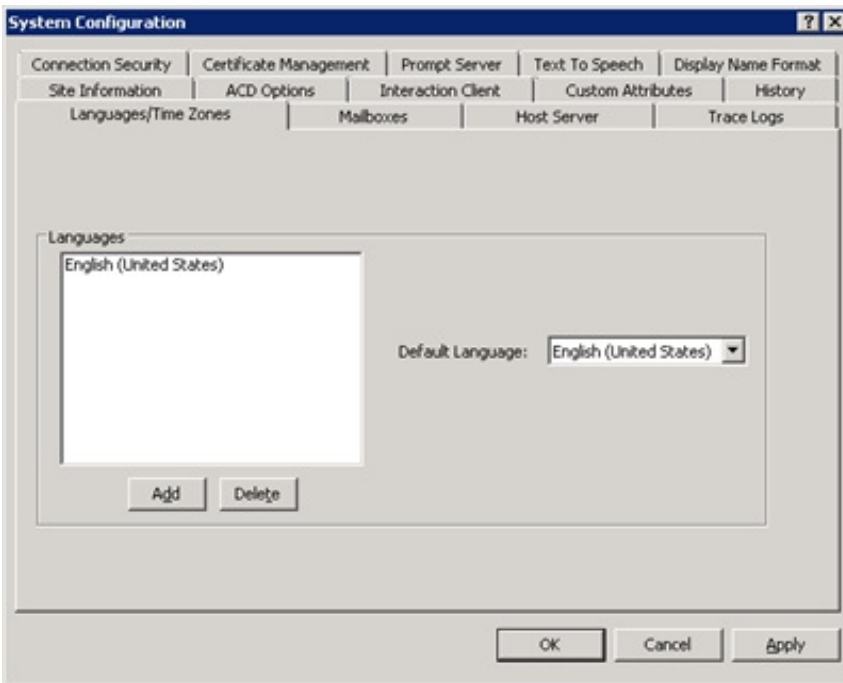 System Configuration
Connection Security Certificate Management Prompt Server Text To Speech Display Name Format
Site Information ACD Options Interaction Client Custom Attributes History
Languages/Time Zones Mailboxes Host Server Trace Logs
Languages
English (United States)
Default Language: English (United States)
Add Delete
OK Cancel Apply